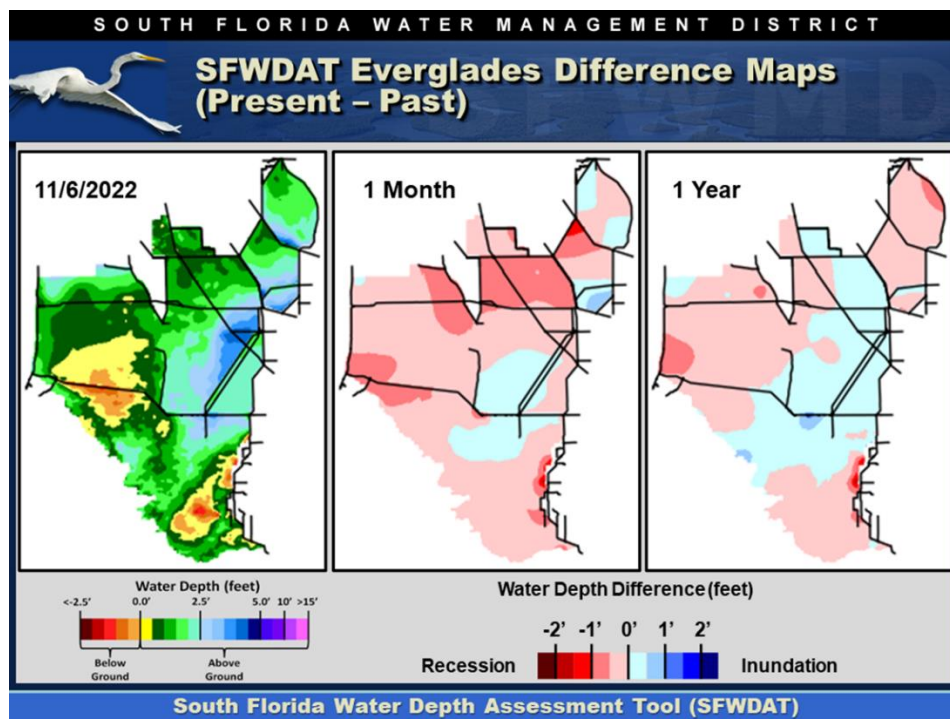 SOUTH FLORIDA WATER MANAGEMENT DISTRICT
SFWDAT Everglades Difference Maps
(Present – Past)
SFWMD
11/6/2022
1 Month
1 Year
Water Depth (feet)
<-2.5' 0.0' 2.5' 5.0' 10' >15'
Below
Ground
Above
Ground
Water Depth Difference (feet)
-2' -1' 0' 1' 2'
Recession
Inundation
South Florida Water Depth Assessment Tool (SFWDAT)